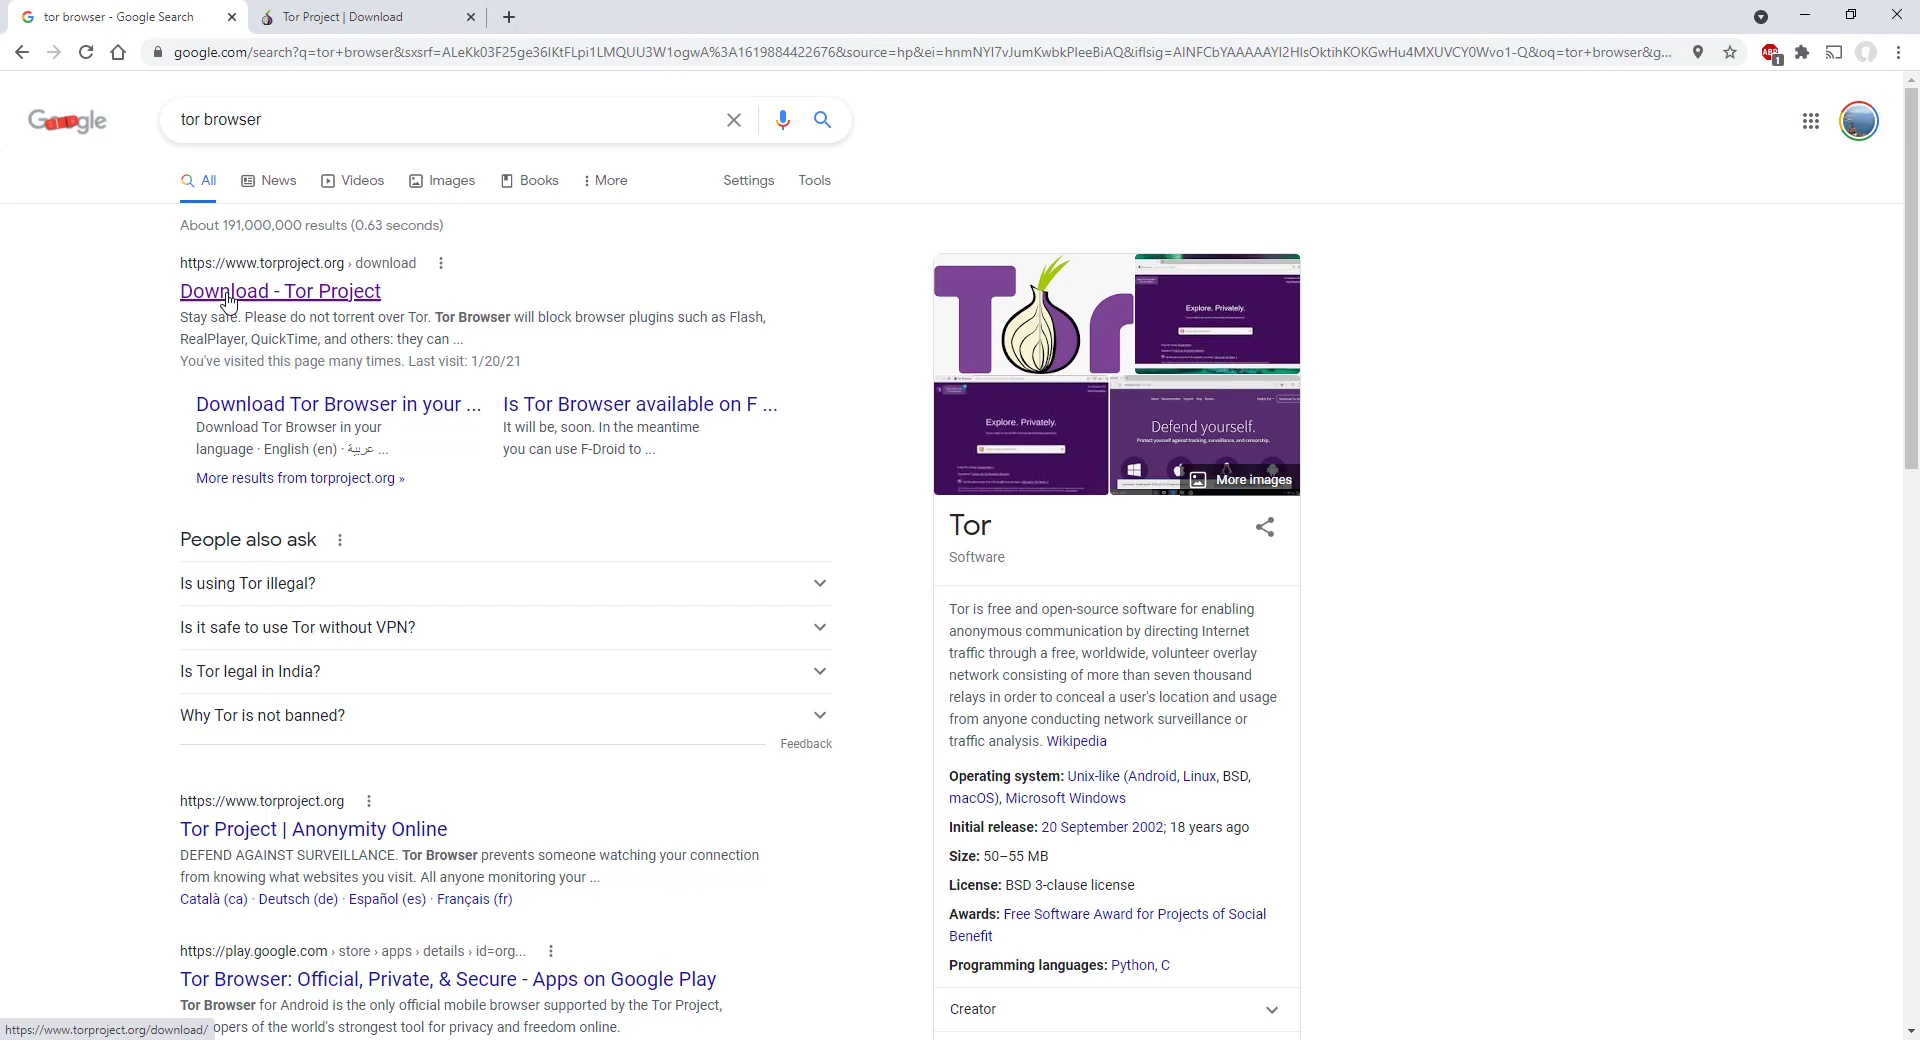 tor browser - Google Search
Tor Project | Download
google.com/search?q=tor+browser&sxsrf=ALeKk03F25ge36IKtFLpi1LMQUU3W1ogwA%3A1619884422676&source=hp&ei=hnmNYI7vJumKwbkPleeBiAQ&iflsig=AINFCbYAAAAAYI2HlsOktihKOKGwHu4MXUVCY0Wvo1-Q&oq=tor+browser&g...
ABP
1
Google
tor browser
All
News
Videos
Images
Books
More
Settings
Tools
About 191,000,000 results (0.63 seconds)
https://www.torproject.org › download
Download - Tor Project
Stay safe. Please do not torrent over Tor. Tor Browser will block browser plugins such as Flash,
RealPlayer, QuickTime, and others: they can ...
You've visited this page many times. Last visit: 1/20/21
Download Tor Browser in your ...
Download Tor Browser in your
language · English (en) · عربية ...
Is Tor Browser available on F ...
It will be, soon. In the meantime
you can use F-Droid to ...
More results from torproject.org »
People also ask
Is using Tor illegal?
Is it safe to use Tor without VPN?
Is Tor legal in India?
Why Tor is not banned?
Feedback
https://www.torproject.org
Tor Project | Anonymity Online
DEFEND AGAINST SURVEILLANCE. Tor Browser prevents someone watching your connection
from knowing what websites you visit. All anyone monitoring your ...
Català (ca) · Deutsch (de) · Español (es) · Français (fr)
https://play.google.com › store › apps › details › id=org...
Tor Browser: Official, Private, & Secure - Apps on Google Play
Tor Browser for Android is the only official mobile browser supported by the Tor Project,
opers of the world's strongest tool for privacy and freedom online.
https://www.torproject.org/download/
Tor
Explore. Privately.
Explore. Privately.
Defend yourself.
Protect yourself against tracking, surveillance, and censorship.
More images
Tor
Software
Tor is free and open-source software for enabling
anonymous communication by directing Internet
traffic through a free, worldwide, volunteer overlay
network consisting of more than seven thousand
relays in order to conceal a user's location and usage
from anyone conducting network surveillance or
traffic analysis. Wikipedia
Operating system: Unix-like (Android, Linux, BSD,
macOS), Microsoft Windows
Initial release: 20 September 2002; 18 years ago
Size: 50–55 MB
License: BSD 3-clause license
Awards: Free Software Award for Projects of Social
Benefit
Programming languages: Python, C
Creator